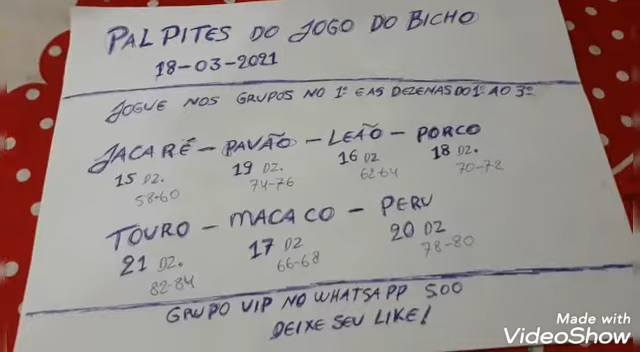 PALPITES DO JOGO DO BICHO
18-03-2021
JOGUE NOS GRUPOS NO 1º E AS DEZENAS DO 1º AO 3º
JACARÉ - PAVÃO - LEÃO - PORCO
15 DZ. 19 DZ 16 DZ 18 DZ.
58-60 74-76 62-64 70-72
TOURO - MACACO - PERU
21 DZ. 17 DZ 20 DZ
82-84 66-68 78-80
GRUPO VIP NO WHATSAPP 5.00
DEIXE SEU LIKE!
Made with
VideoShow